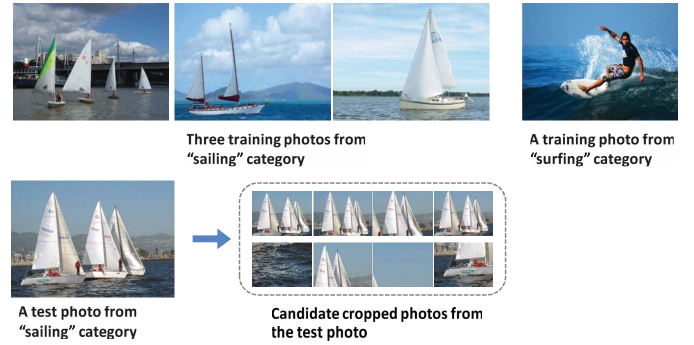 Three training photos from
“sailing” category
A training photo from
“surfing” category
A test photo from
“sailing” category
Candidate cropped photos from
the test photo